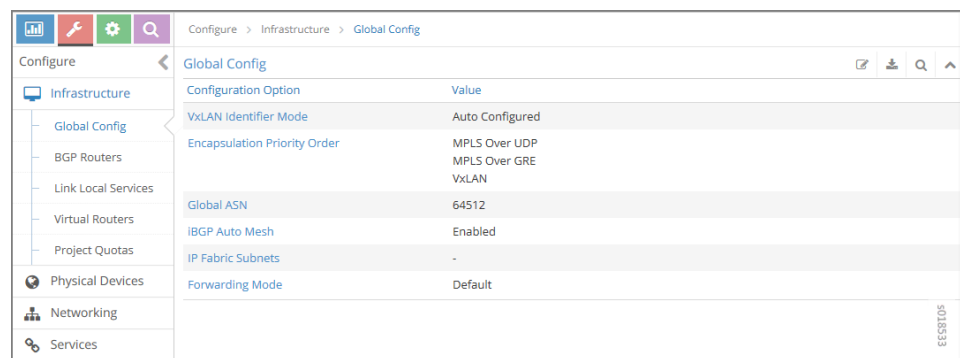 Configure > Infrastructure > Global Config
Configure
Infrastructure
Global Config
BGP Routers
Link Local Services
Virtual Routers
Project Quotas
Physical Devices
Networking
Services
Global Config
Configuration Option Value
VxLAN Identifier Mode Auto Configured
Encapsulation Priority Order MPLS Over UDP
MPLS Over GRE
VxLAN
Global ASN 64512
iBGP Auto Mesh Enabled
IP Fabric Subnets -
Forwarding Mode Default
s018533